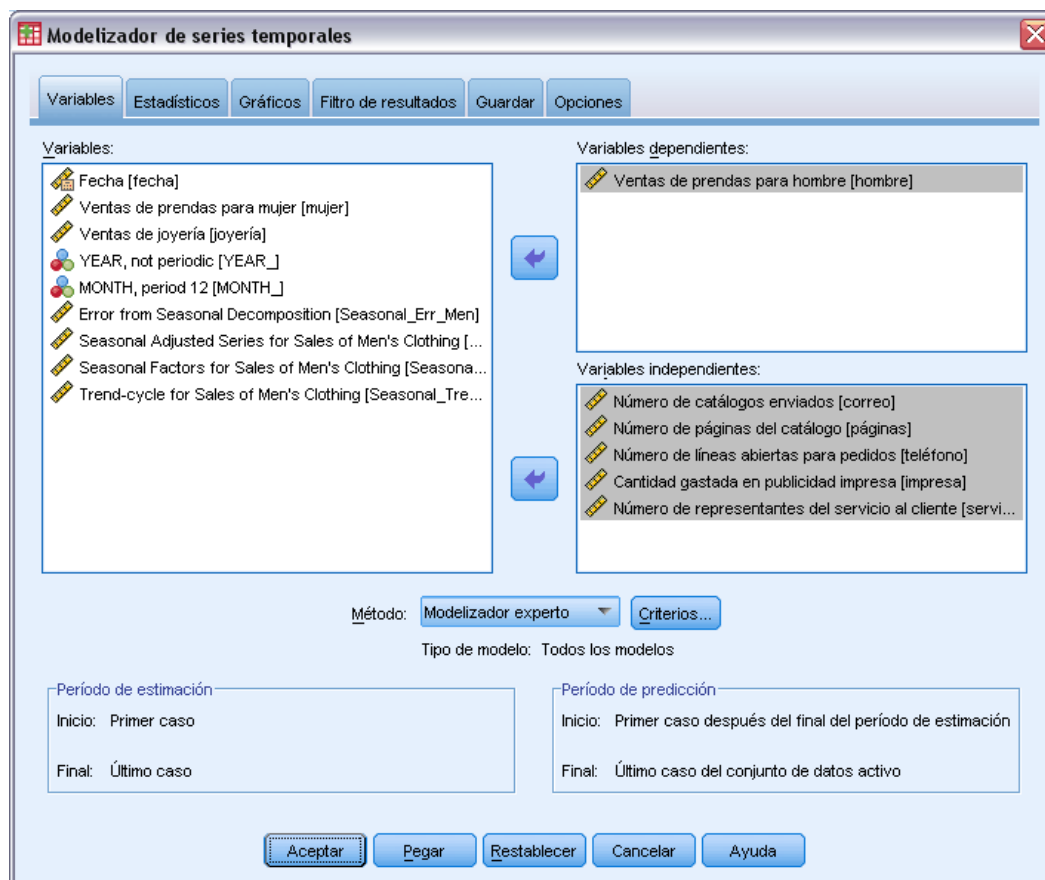 Modelizador de series temporales
Variables
Estadísticos
Gráficos
Filtro de resultados
Guardar
Opciones
Variables:
Fecha [fecha]
Ventas de prendas para mujer [mujer]
Ventas de joyería [joyería]
YEAR, not periodic [YEAR_]
MONTH, period 12 [MONTH_]
Error from Seasonal Decomposition [Seasonal_Err_Men]
Seasonal Adjusted Series for Sales of Men's Clothing [...
Seasonal Factors for Sales of Men's Clothing [Seasona...
Trend-cycle for Sales of Men's Clothing [Seasonal_Tre...
Variables dependientes:
Ventas de prendas para hombre [hombre]
Variables independientes:
Número de catálogos enviados [correo]
Número de páginas del catálogo [páginas]
Número de líneas abiertas para pedidos [teléfono]
Cantidad gastada en publicidad impresa [impresa]
Número de representantes del servicio al cliente [servi...
Método:
Modelizador experto
Criterios...
Tipo de modelo: Todos los modelos
Período de estimación
Inicio: Primer caso
Final: Último caso
Período de predicción
Inicio: Primer caso después del final del período de estimación
Final: Último caso del conjunto de datos activo
Aceptar
Pegar
Restablecer
Cancelar
Ayuda